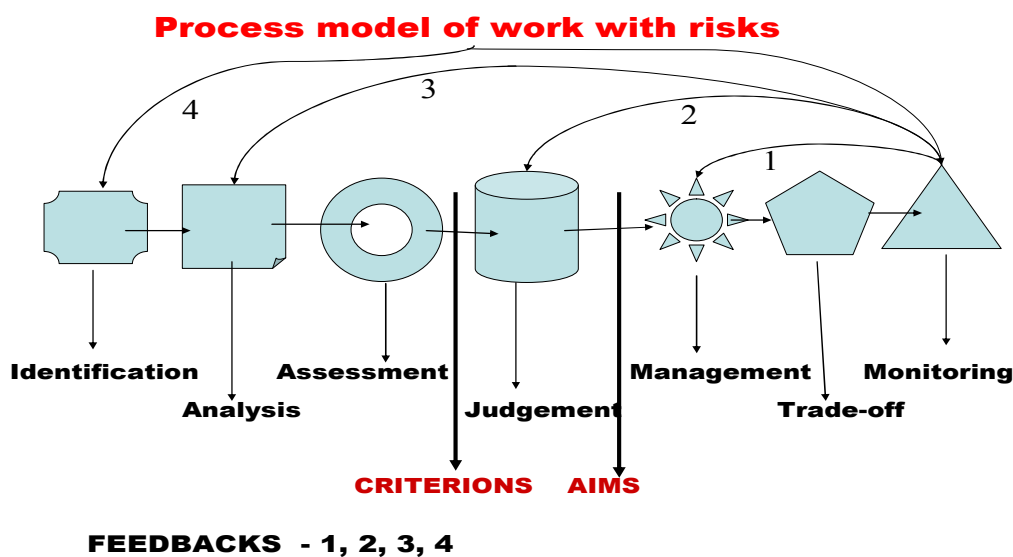 Process model of work with risks
4
3
2
1
Identification
Assessment
Management
Monitoring
Analysis
Judgement
Trade-off
CRITERIONS
AIMS
FEEDBACKS - 1, 2, 3, 4